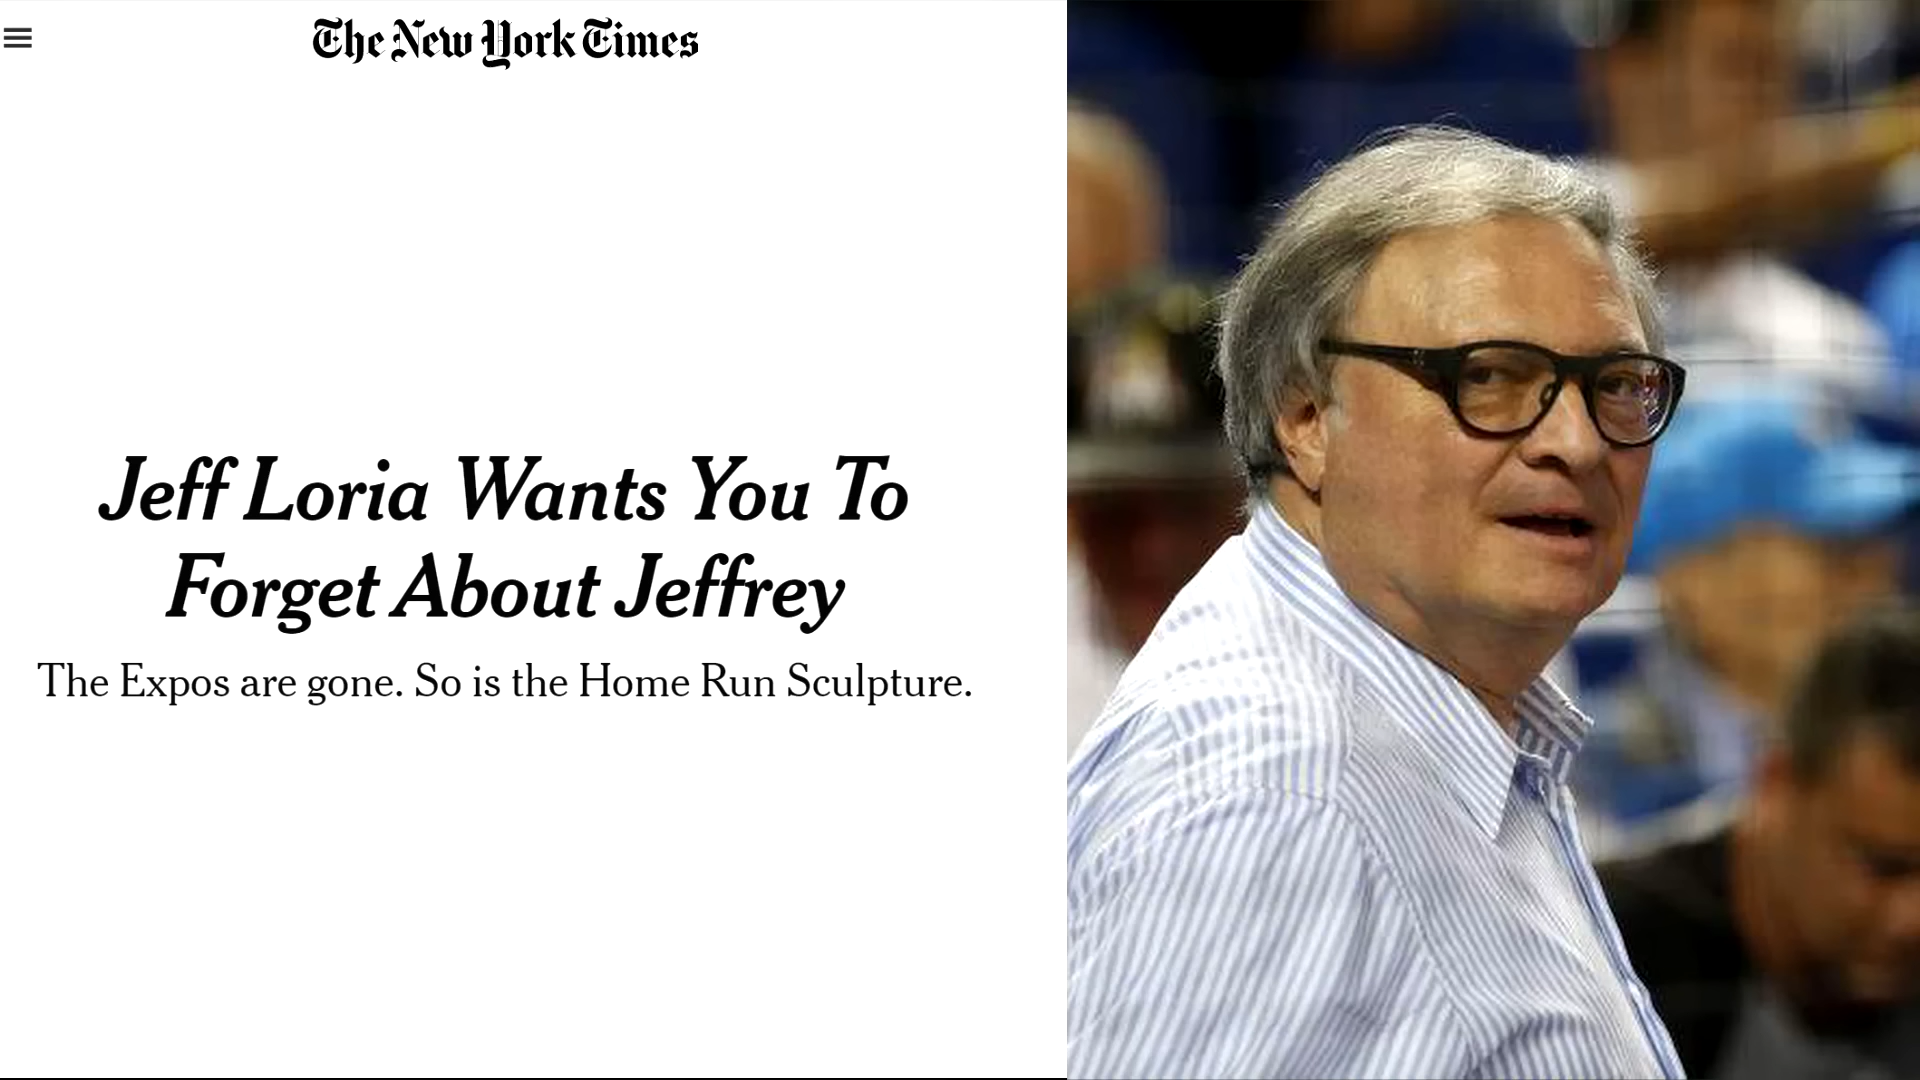 The New York Times
Jeff Loria Wants You To
Forget About Jeffrey
The Expos are gone. So is the Home Run Sculpture.